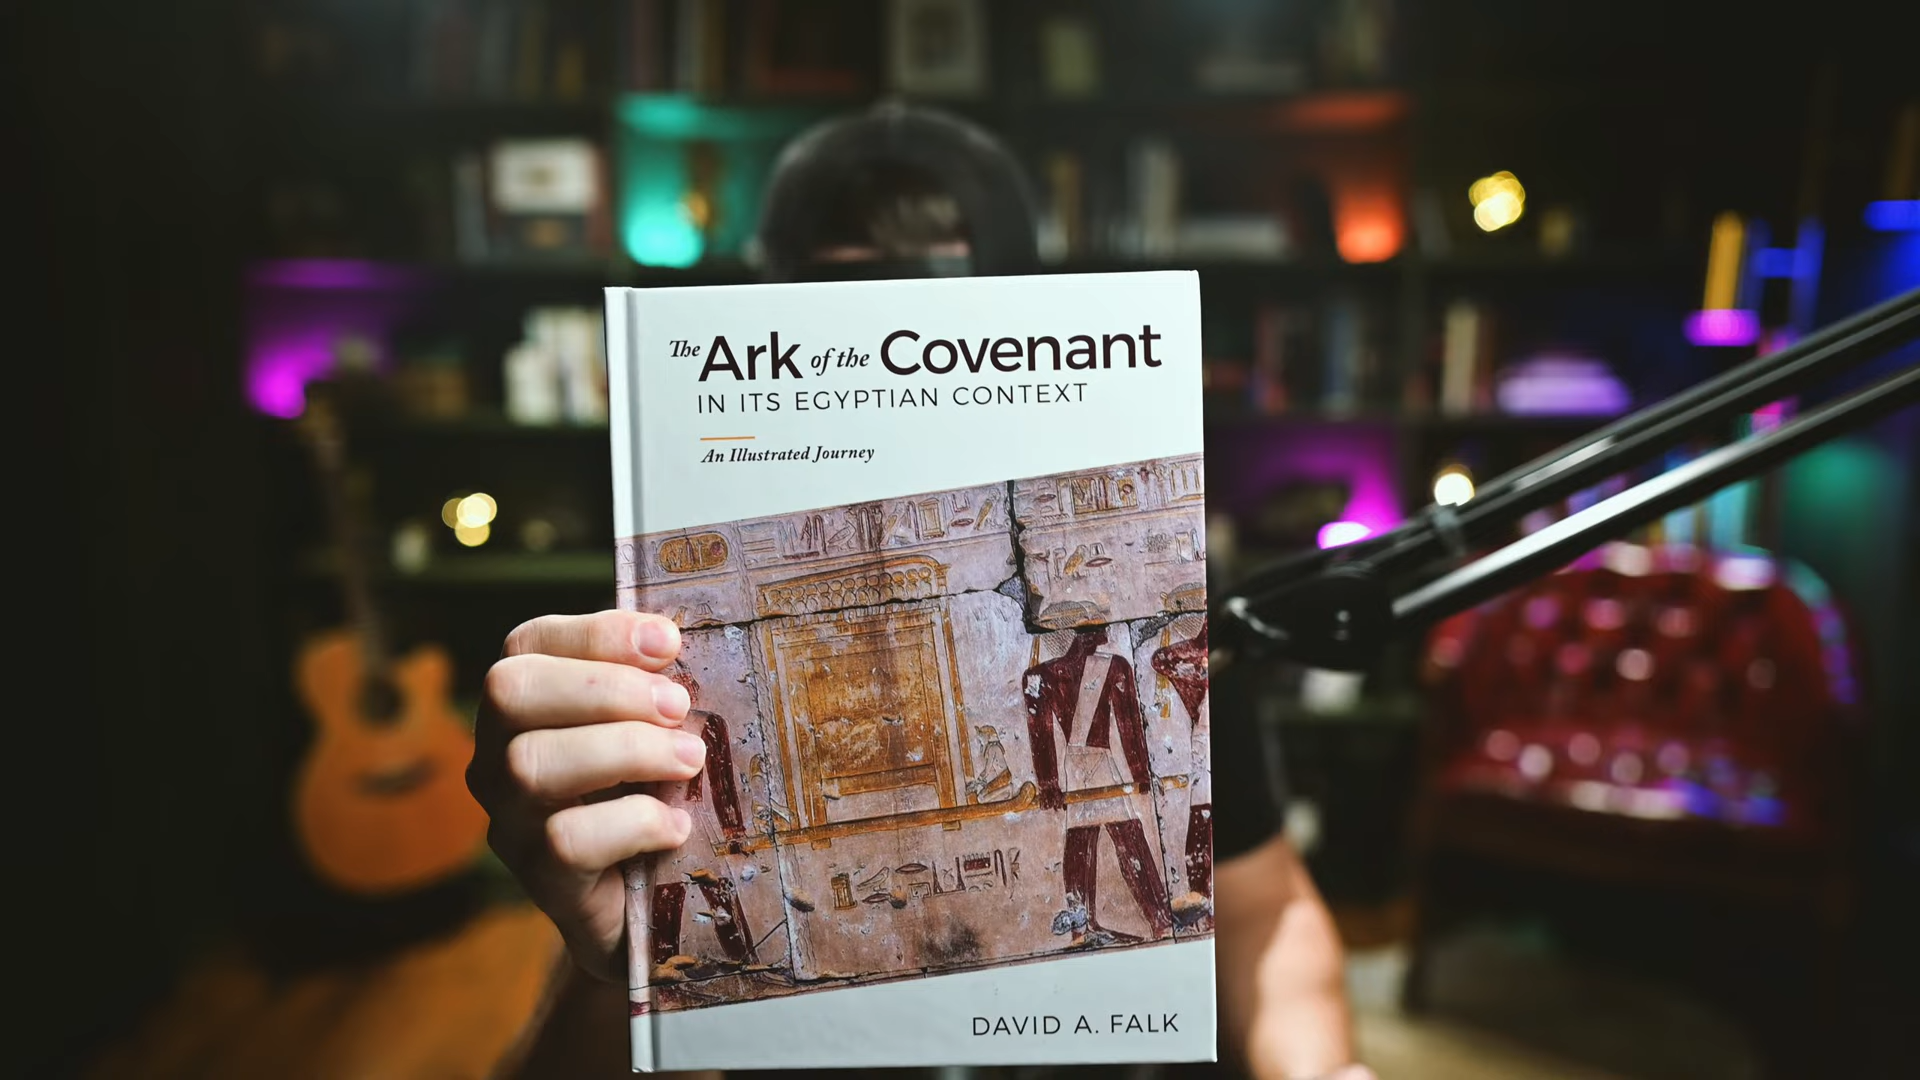 The Ark of the Covenant
IN ITS EGYPTIAN CONTEXT
An Illustrated Journey
DAVID A. FALK